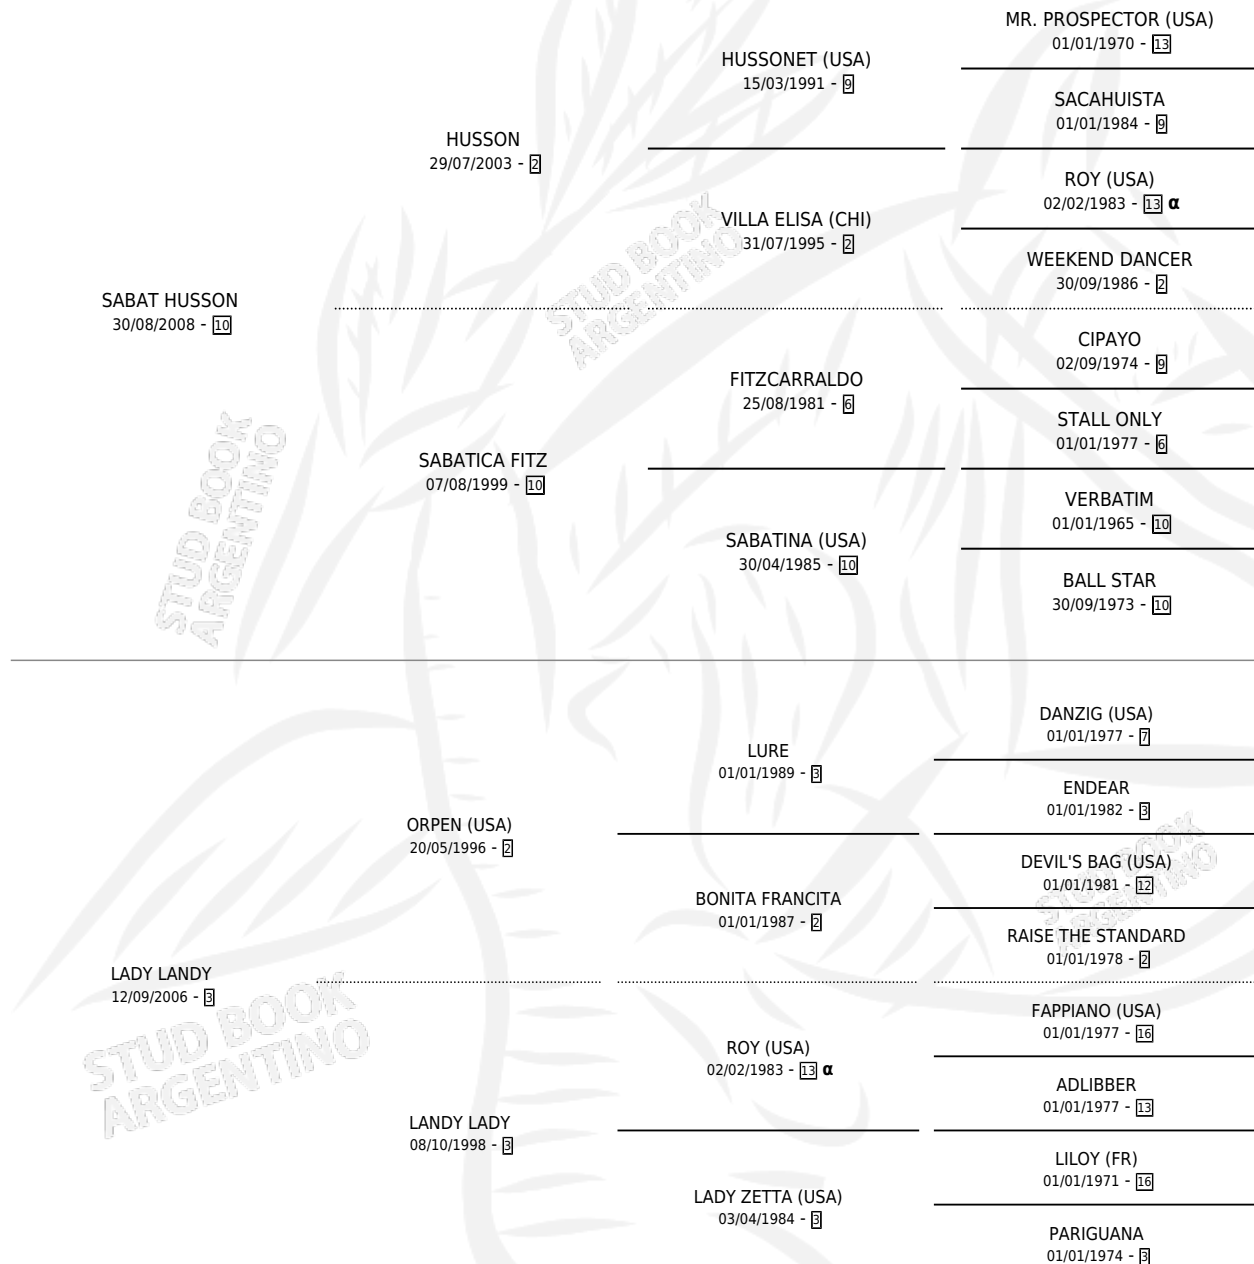 MR. PROSPECTOR (USA)
01/01/1970 - 13
HUSSONET (USA)
15/03/1991 - 9
SACAHUISTA
01/01/1984 - 9
HUSSON
29/07/2003 - 2
ROY (USA)
02/02/1983 - 13 α
VILLA ELISA (CHI)
31/07/1995 - 2
WEEKEND DANCER
30/09/1986 - 2
SABAT HUSSON
30/08/2008 - 10
STUD BOOK
ARGENTINO
CIPAYO
02/09/1974 - 9
FITZCARRALDO
25/08/1981 - 6
STALL ONLY
01/01/1977 - 6
SABATICA FITZ
07/08/1999 - 10
STUD BOOK
ARGENTINO
VERBATIM
01/01/1965 - 10
SABATINA (USA)
30/04/1985 - 10
BALL STAR
30/09/1973 - 10
DANZIG (USA)
01/01/1977 - 7
LURE
01/01/1989 - 3
ENDEAR
01/01/1982 - 3
ORPEN (USA)
20/05/1996 - 2
DEVIL'S BAG (USA)
01/01/1981 - 12
STUD BOOK
ARGENTINO
BONITA FRANCITA
01/01/1987 - 2
RAISE THE STANDARD
01/01/1978 - 2
LADY LANDY
12/09/2006 - 3
STUD BOOK
ARGENTINO
FAPPIANO (USA)
01/01/1977 - 16
ROY (USA)
02/02/1983 - 13 α
ADLIBBER
01/01/1977 - 13
LANDY LADY
08/10/1998 - 3
LILOY (FR)
01/01/1971 - 16
LADY ZETTA (USA)
03/04/1984 - 3
PARIGUANA
01/01/1974 - 3